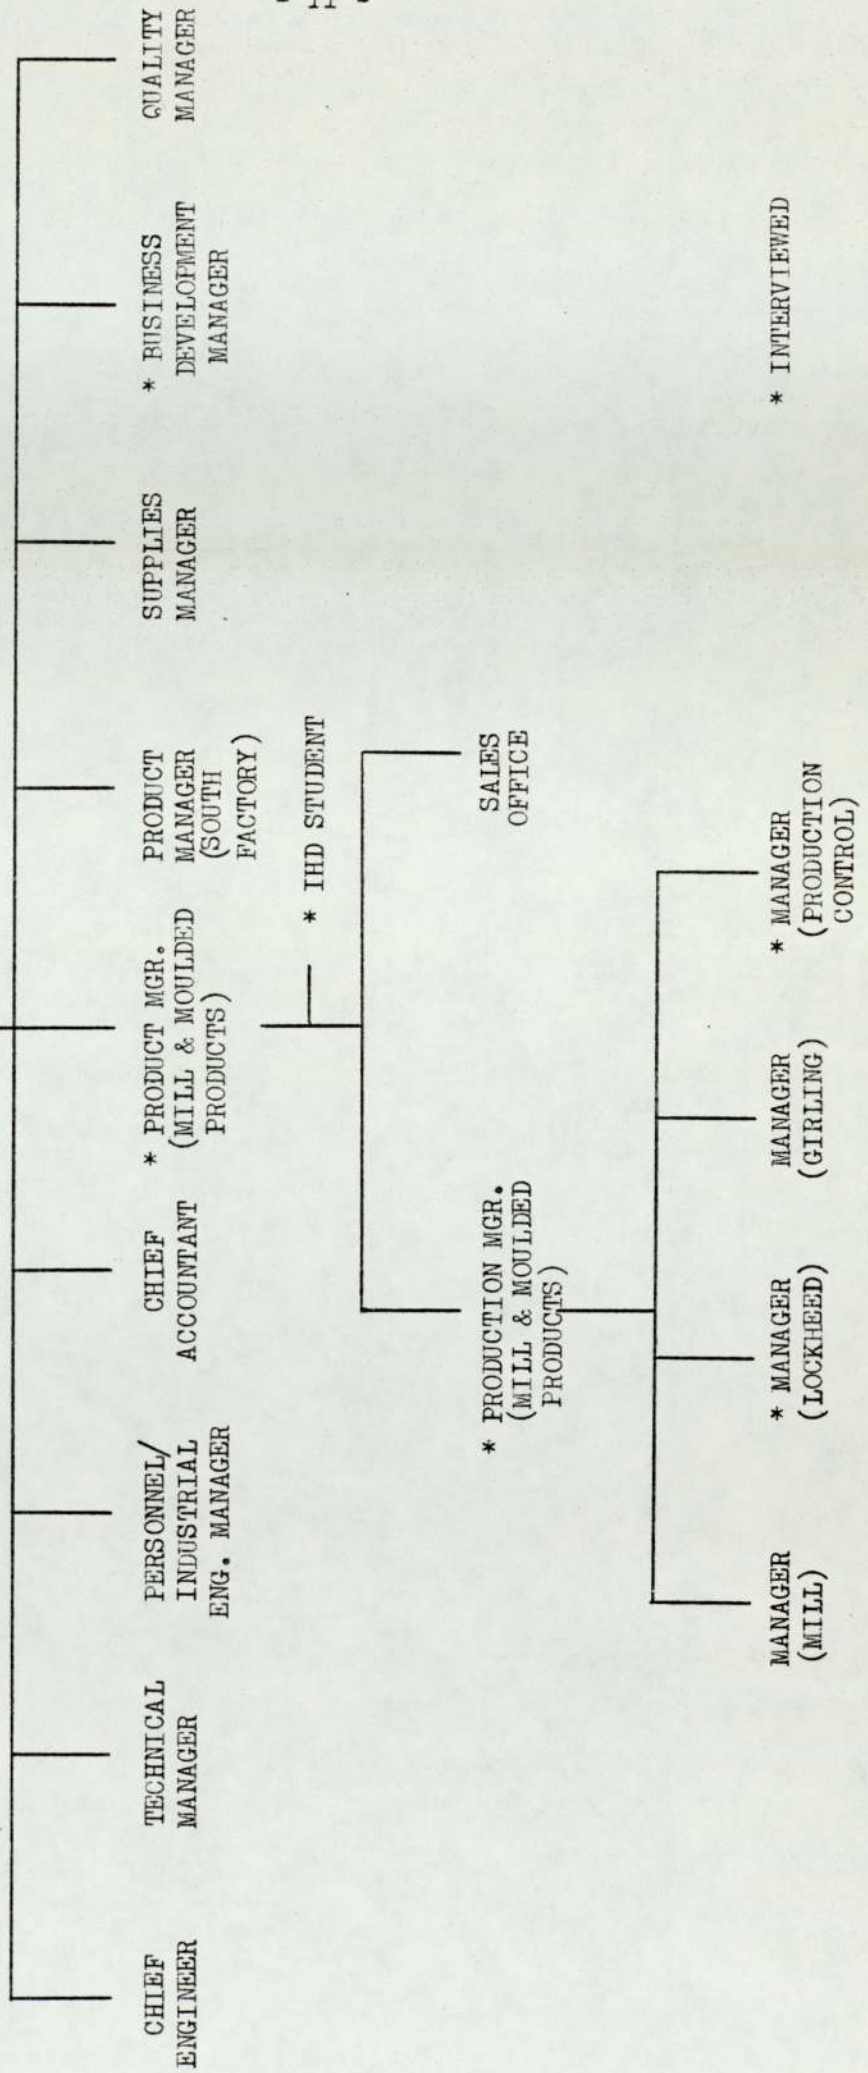 - 11 -
CHIEF
ENGINEER
TECHNICAL
MANAGER
PERSONNEL/
INDUSTRIAL
ENG. MANAGER
CHIEF
ACCOUNTANT
* PRODUCT MGR.
(MILL & MOULDED
PRODUCTS)
PRODUCT
MANAGER
(SOUTH
FACTORY)
SUPPLIES
MANAGER
* BUSINESS
DEVELOPMENT
MANAGER
QUALITY
MANAGER
* IHD STUDENT
* PRODUCTION MGR.
(MILL & MOULDED
PRODUCTS)
SALES
OFFICE
MANAGER
(MILL)
* MANAGER
(LOCKHEED)
MANAGER
(GIRLING)
* MANAGER
(PRODUCTION
CONTROL)
* INTERVIEWED